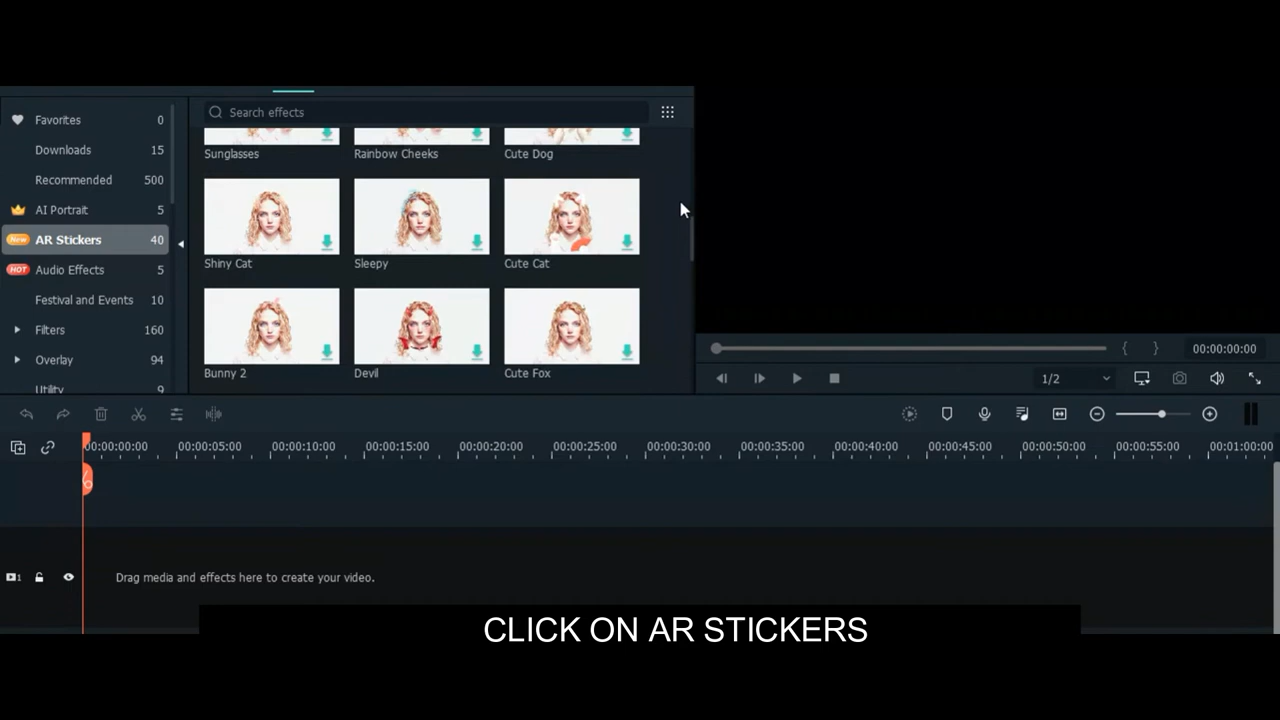 Search effects
Favorites 0
Downloads 15
Recommended 500
AI Portrait 5
New AR Stickers 40
HOT Audio Effects 5
Festival and Events 10
Filters 160
Overlay 94
Utility 9
Sunglasses Rainbow Cheeks Cute Dog
Shiny Cat Sleepy Cute Cat
Bunny 2 Devil Cute Fox
{ } 00:00:00:00
1/2
00:00:00:00 00:00:05:00 00:00:10:00 00:00:15:00 00:00:20:00 00:00:25:00 00:00:30:00 00:00:35:00 00:00:40:00 00:00:45:00 00:00:50:00 00:00:55:00 00:01:00:00
1
Drag media and effects here to create your video.
CLICK ON AR STICKERS